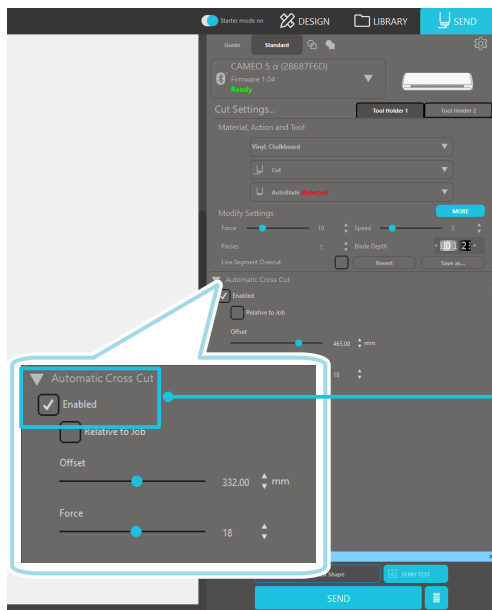 Starter mode on DESIGN LIBRARY SEND
Guide Standard
CAMEO 5 α (2B687F6D)
Firmware 1.04
Ready
Cut Settings... Tool Holder 1 Tool Holder 2
Material, Action and Tool
Vinyl, Chalkboard
Cut
AutoBlade (Detected)
Modify Settings MORE
Force 10 Speed 5
Passes 1 Blade Depth
Line Segment Overcut Revert Save as...
Automatic Cross Cut
Enabled
Relative to Job
Offset
465.00 mm
18
Automatic Cross Cut
Enabled
Relative to Job
Offset
332.00 mm
Force
18
Shape SEND TEST
SEND